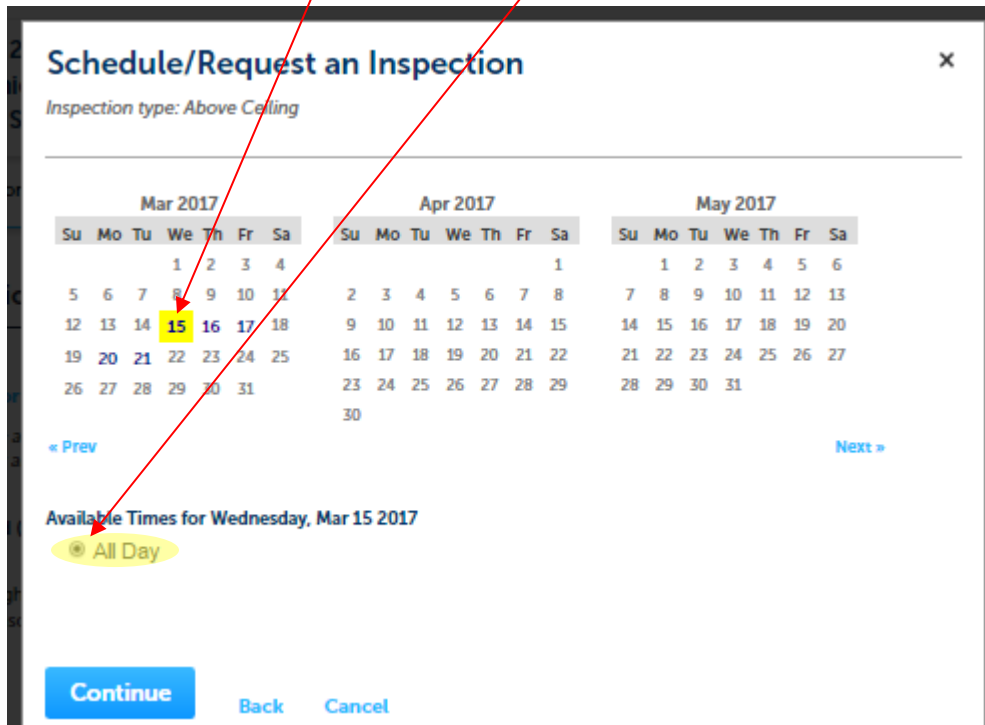 Schedule/Request an Inspection ×
Inspection type: Above Ceiling
Mar 2017 Apr 2017 May 2017
Su Mo Tu We Th Fr Sa Su Mo Tu We Th Fr Sa Su Mo Tu We Th Fr Sa
1 2 3 4 1 1 2 3 4 5 6
5 6 7 8 9 10 11 2 3 4 5 6 7 8 7 8 9 10 11 12 13
12 13 14 15 16 17 18 9 10 11 12 13 14 15 14 15 16 17 18 19 20
19 20 21 22 23 24 25 16 17 18 19 20 21 22 21 22 23 24 25 26 27
26 27 28 29 30 31 23 24 25 26 27 28 29 28 29 30 31
30
« Prev Next »
Available Times for Wednesday, Mar 15 2017
All Day
Continue Back Cancel